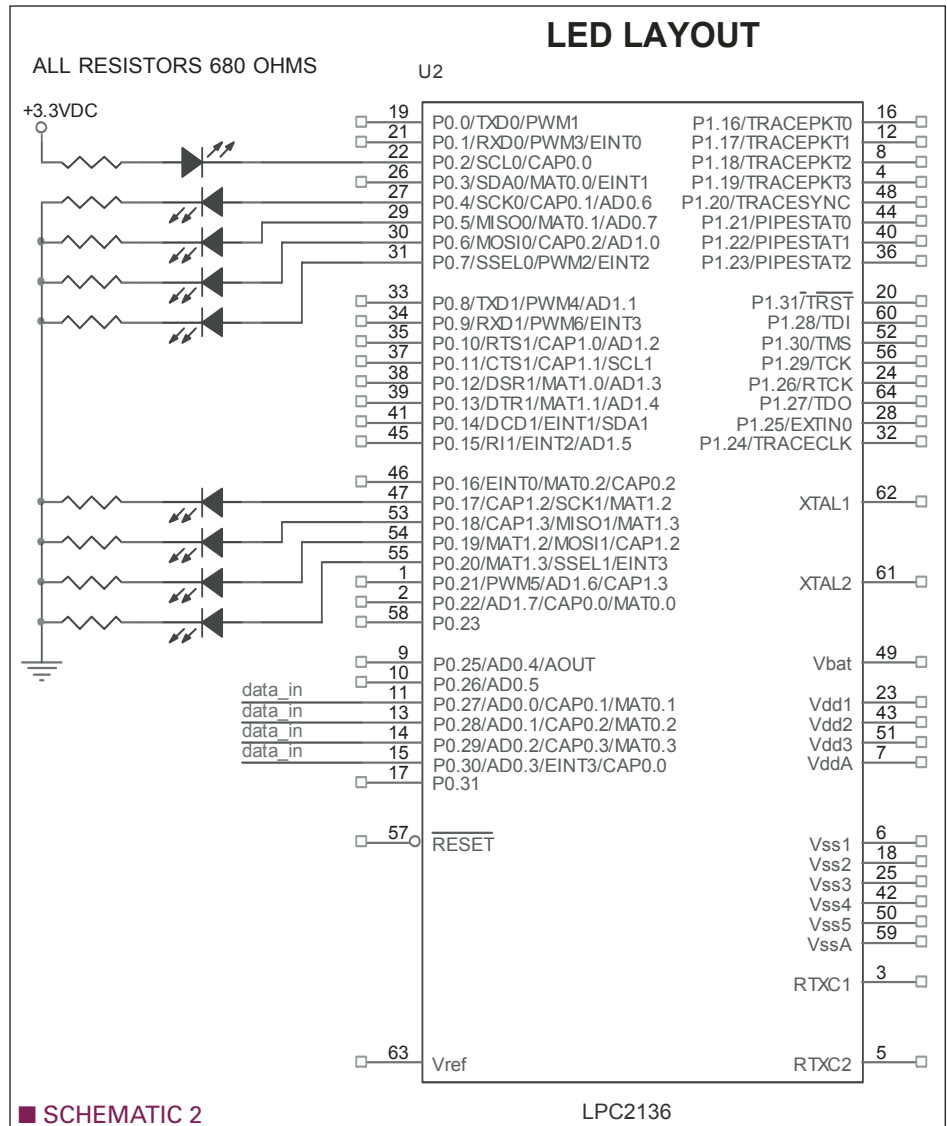 LED LAYOUT
ALL RESISTORS 680 OHMS
U2
+3.3VDC
19 P0.0/TXD0/PWM1
21 P0.1/RXD0/PWM3/EINT0
22 P0.2/SCL0/CAP0.0
26 P0.3/SDA0/MAT0.0/EINT1
27 P0.4/SCK0/CAP0.1/AD0.6
29 P0.5/MISO0/MAT0.1/AD0.7
30 P0.6/MOSI0/CAP0.2/AD1.0
31 P0.7/SSEL0/PWM2/EINT2
33 P0.8/TXD1/PWM4/AD1.1
34 P0.9/RXD1/PWM6/EINT3
35 P0.10/RTS1/CAP1.0/AD1.2
37 P0.11/CTS1/CAP1.1/SCL1
38 P0.12/DSR1/MAT1.0/AD1.3
39 P0.13/DTR1/MAT1.1/AD1.4
41 P0.14/DCD1/EINT1/SDA1
45 P0.15/RI1/EINT2/AD1.5
46 P0.16/EINT0/MAT0.2/CAP0.2
47 P0.17/CAP1.2/SCK1/MAT1.2
53 P0.18/CAP1.3/MISO1/MAT1.3
54 P0.19/MAT1.2/MOSI1/CAP1.2
55 P0.20/MAT1.3/SSEL1/EINT3
1 P0.21/PWM5/AD1.6/CAP1.3
2 P0.22/AD1.7/CAP0.0/MAT0.0
58 P0.23
9 P0.25/AD0.4/AOUT
10 P0.26/AD0.5
data_in 11 P0.27/AD0.0/CAP0.1/MAT0.1
data_in 13 P0.28/AD0.1/CAP0.2/MAT0.2
data_in 14 P0.29/AD0.2/CAP0.3/MAT0.3
data_in 15 P0.30/AD0.3/EINT3/CAP0.0
17 P0.31
57 RESET
63 Vref
P1.16/TRACEPKT0 16
P1.17/TRACEPKT1 12
P1.18/TRACEPKT2 8
P1.19/TRACEPKT3 4
P1.20/TRACESYNC 48
P1.21/PIPESTAT0 44
P1.22/PIPESTAT1 40
P1.23/PIPESTAT2 36
P1.31/TRST 20
P1.28/TDI 60
P1.30/TMS 52
P1.29/TCK 56
P1.26/RTCK 24
P1.27/TDO 64
P1.25/EXTIN0 28
P1.24/TRACECLK 32
XTAL1 62
XTAL2 61
Vbat 49
Vdd1 23
Vdd2 43
Vdd3 51
VddA 7
Vss1 6
Vss2 18
Vss3 25
Vss4 42
Vss5 50
VssA 59
RTXC1 3
RTXC2 5
■ SCHEMATIC 2
LPC2136